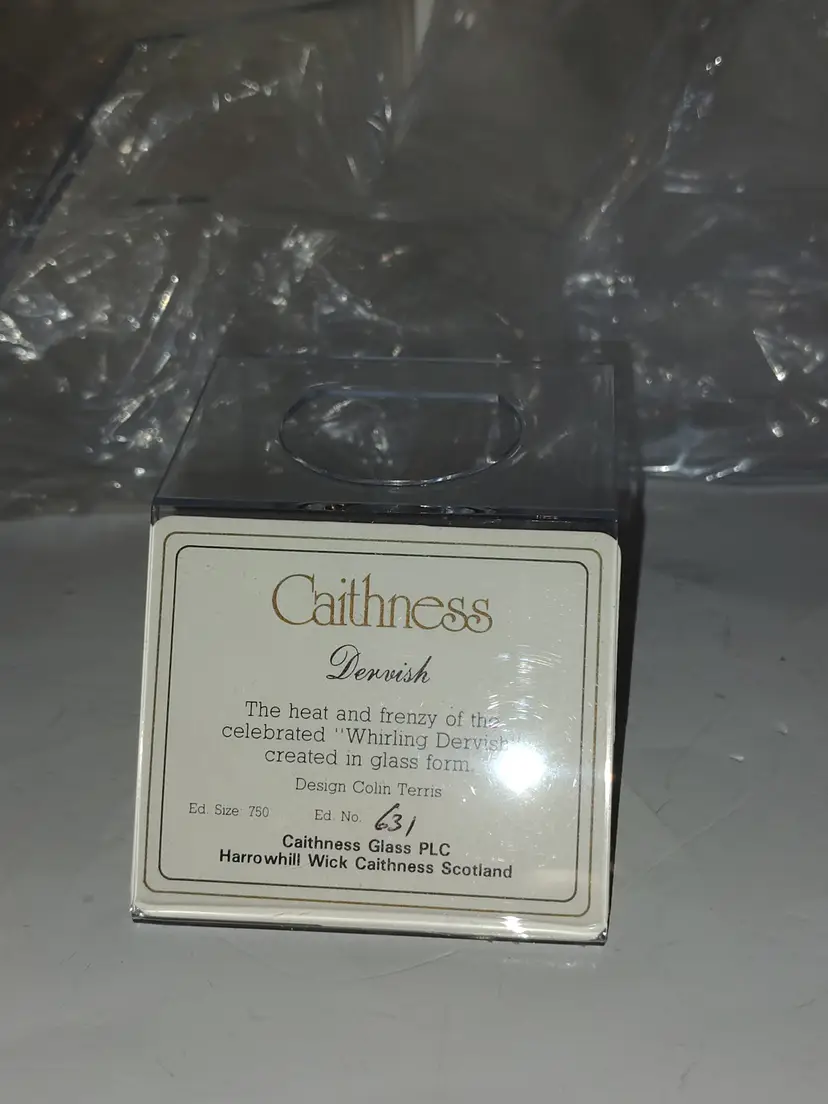 Caithness
Dervish
The heat and frenzy of the
celebrated "Whirling Dervish"
created in glass form.
Design Colin Terris
Ed. Size 750 Ed. No. 631
Caithness Glass PLC
Harrowhill Wick Caithness Scotland